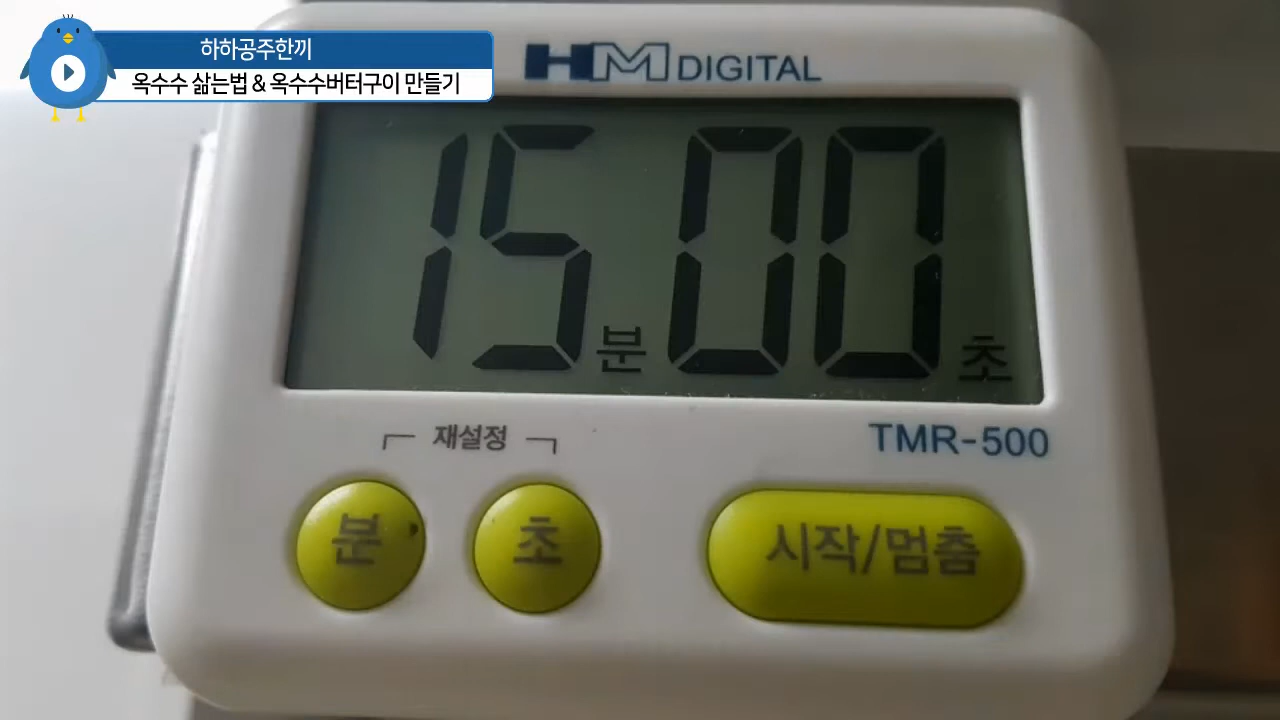 하하공주한끼
옥수수 삶는법 & 옥수수버터구이 만들기
HM DIGITAL
15분 00초
재설정
TMR-500
분 초 시작/멈춤